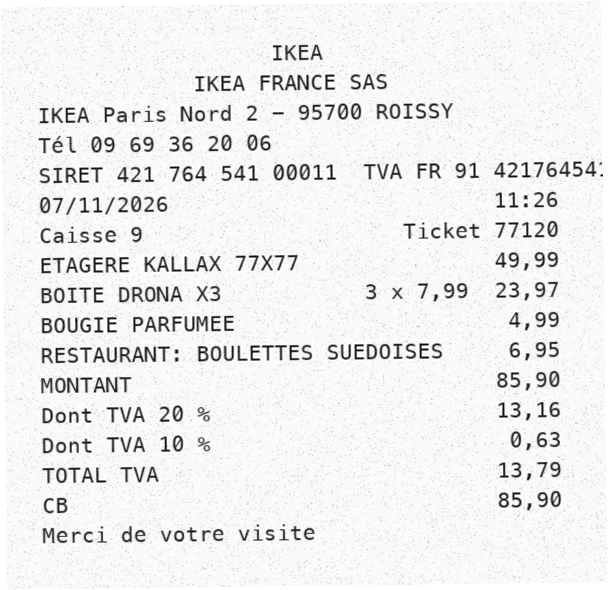 IKEA
IKEA FRANCE SAS
IKEA Paris Nord 2 – 95700 ROISSY
Tél 09 69 36 20 06
SIRET 421 764 541 00011 TVA FR 91 421764541
07/11/2026 11:26
Caisse 9 Ticket 77120
ETAGERE KALLAX 77X77 49,99
BOITE DRONA X3 3 x 7,99 23,97
BOUGIE PARFUMEE 4,99
RESTAURANT: BOULETTES SUEDOISES 6,95
MONTANT 85,90
Dont TVA 20 % 13,16
Dont TVA 10 % 0,63
TOTAL TVA 13,79
CB 85,90
Merci de votre visite